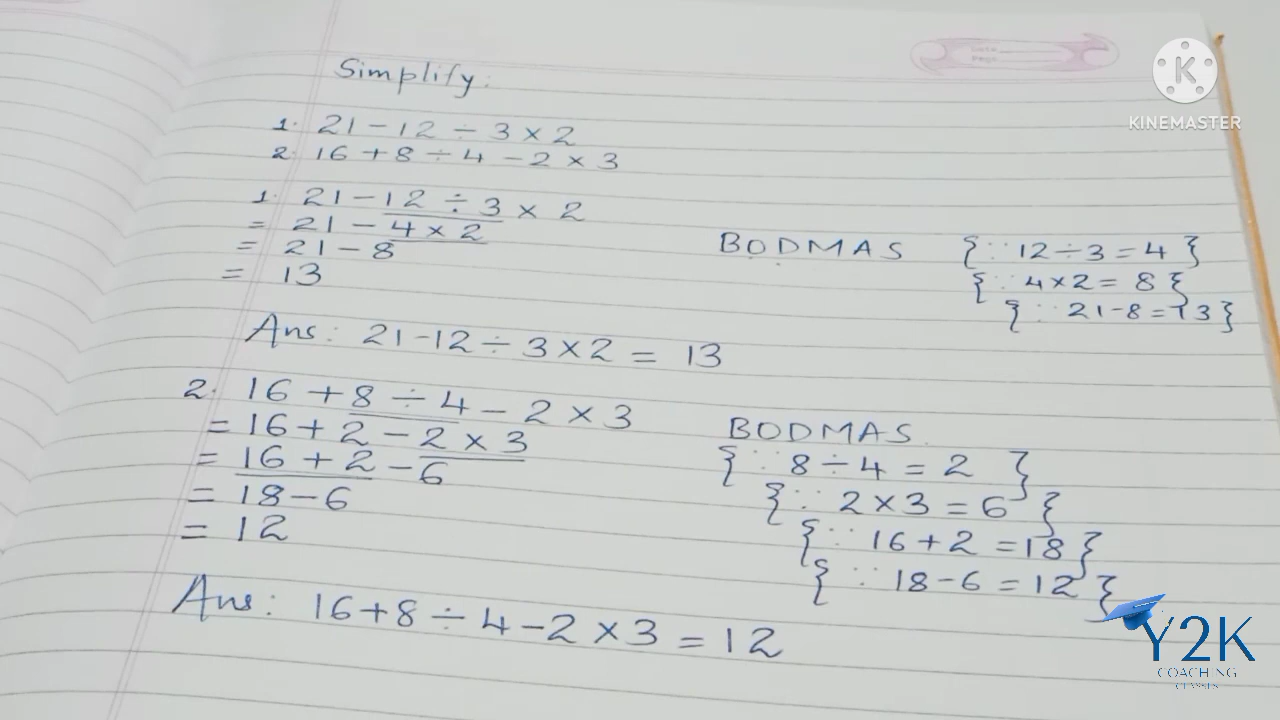 Date
Page
KINEMASTER
Simplify:
1. 21 - 12 ÷ 3 × 2
2. 16 + 8 ÷ 4 - 2 × 3
1. 21 - 12 ÷ 3 × 2
= 21 - 4 × 2
= 21 - 8
= 13
BODMAS {∵ 12 ÷ 3 = 4}
{∵ 4 × 2 = 8}
{∵ 21 - 8 = 13}
Ans: 21 - 12 ÷ 3 × 2 = 13
2. 16 + 8 ÷ 4 - 2 × 3
= 16 + 2 - 2 × 3
= 16 + 2 - 6
= 18 - 6
= 12
BODMAS.
{∵ 8 ÷ 4 = 2}
{∵ 2 × 3 = 6}
{∵ 16 + 2 = 18}
{∵ 18 - 6 = 12}
Ans: 16 + 8 ÷ 4 - 2 × 3 = 12
Y2K
COACHING
CLASSES